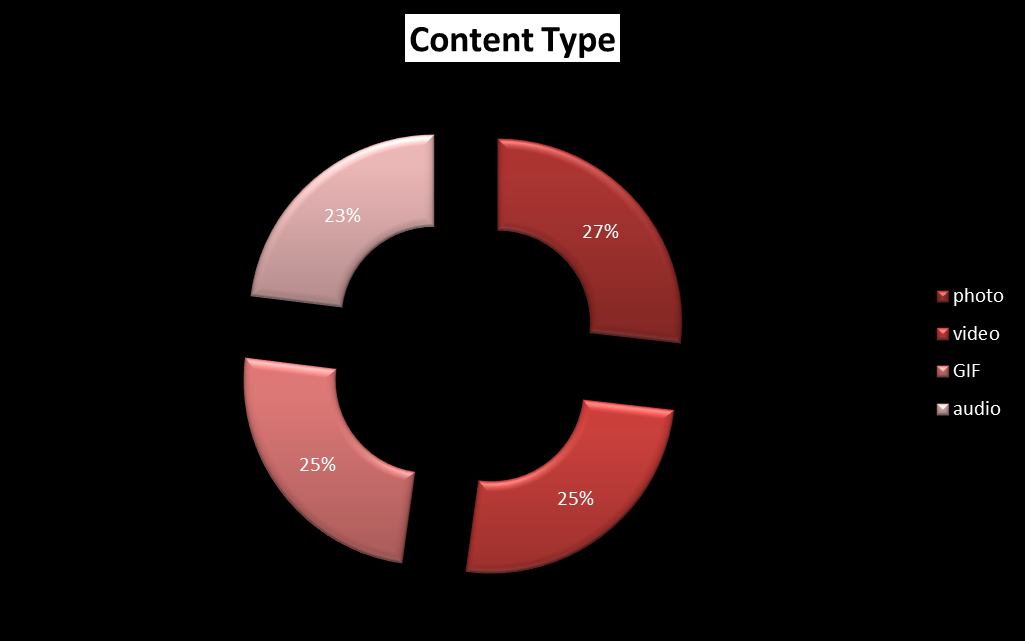 Content Type
23%
27%
25%
25%
photo
video
GIF
audio